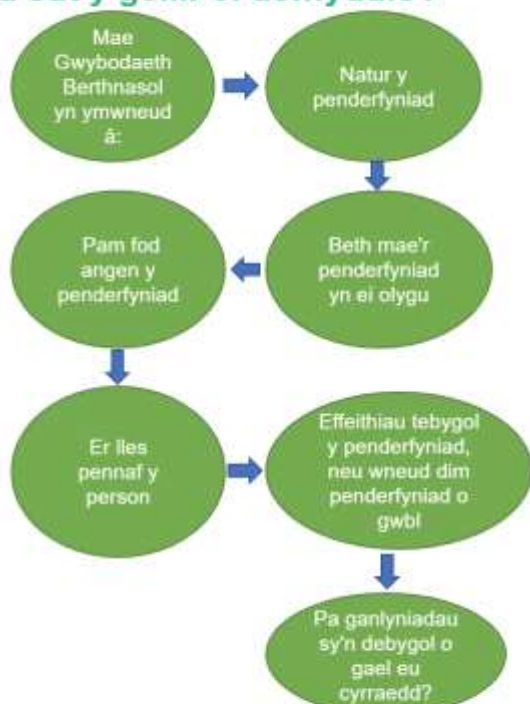 Mae
Gwybodaeth
Berthnasol
yn ymwneud
â:
Natur y
penderfyniad
Beth mae'r
penderfyniad
yn ei olygu
Pam fod
angen y
penderfyniad
Er lles
pennaf y
person
Effeithiau tebygol
y penderfyniad,
neu wneud dim
penderfyniad o
gwbl
Pa ganlyniadau
sy'n debygol o
gael eu
cyrraedd?